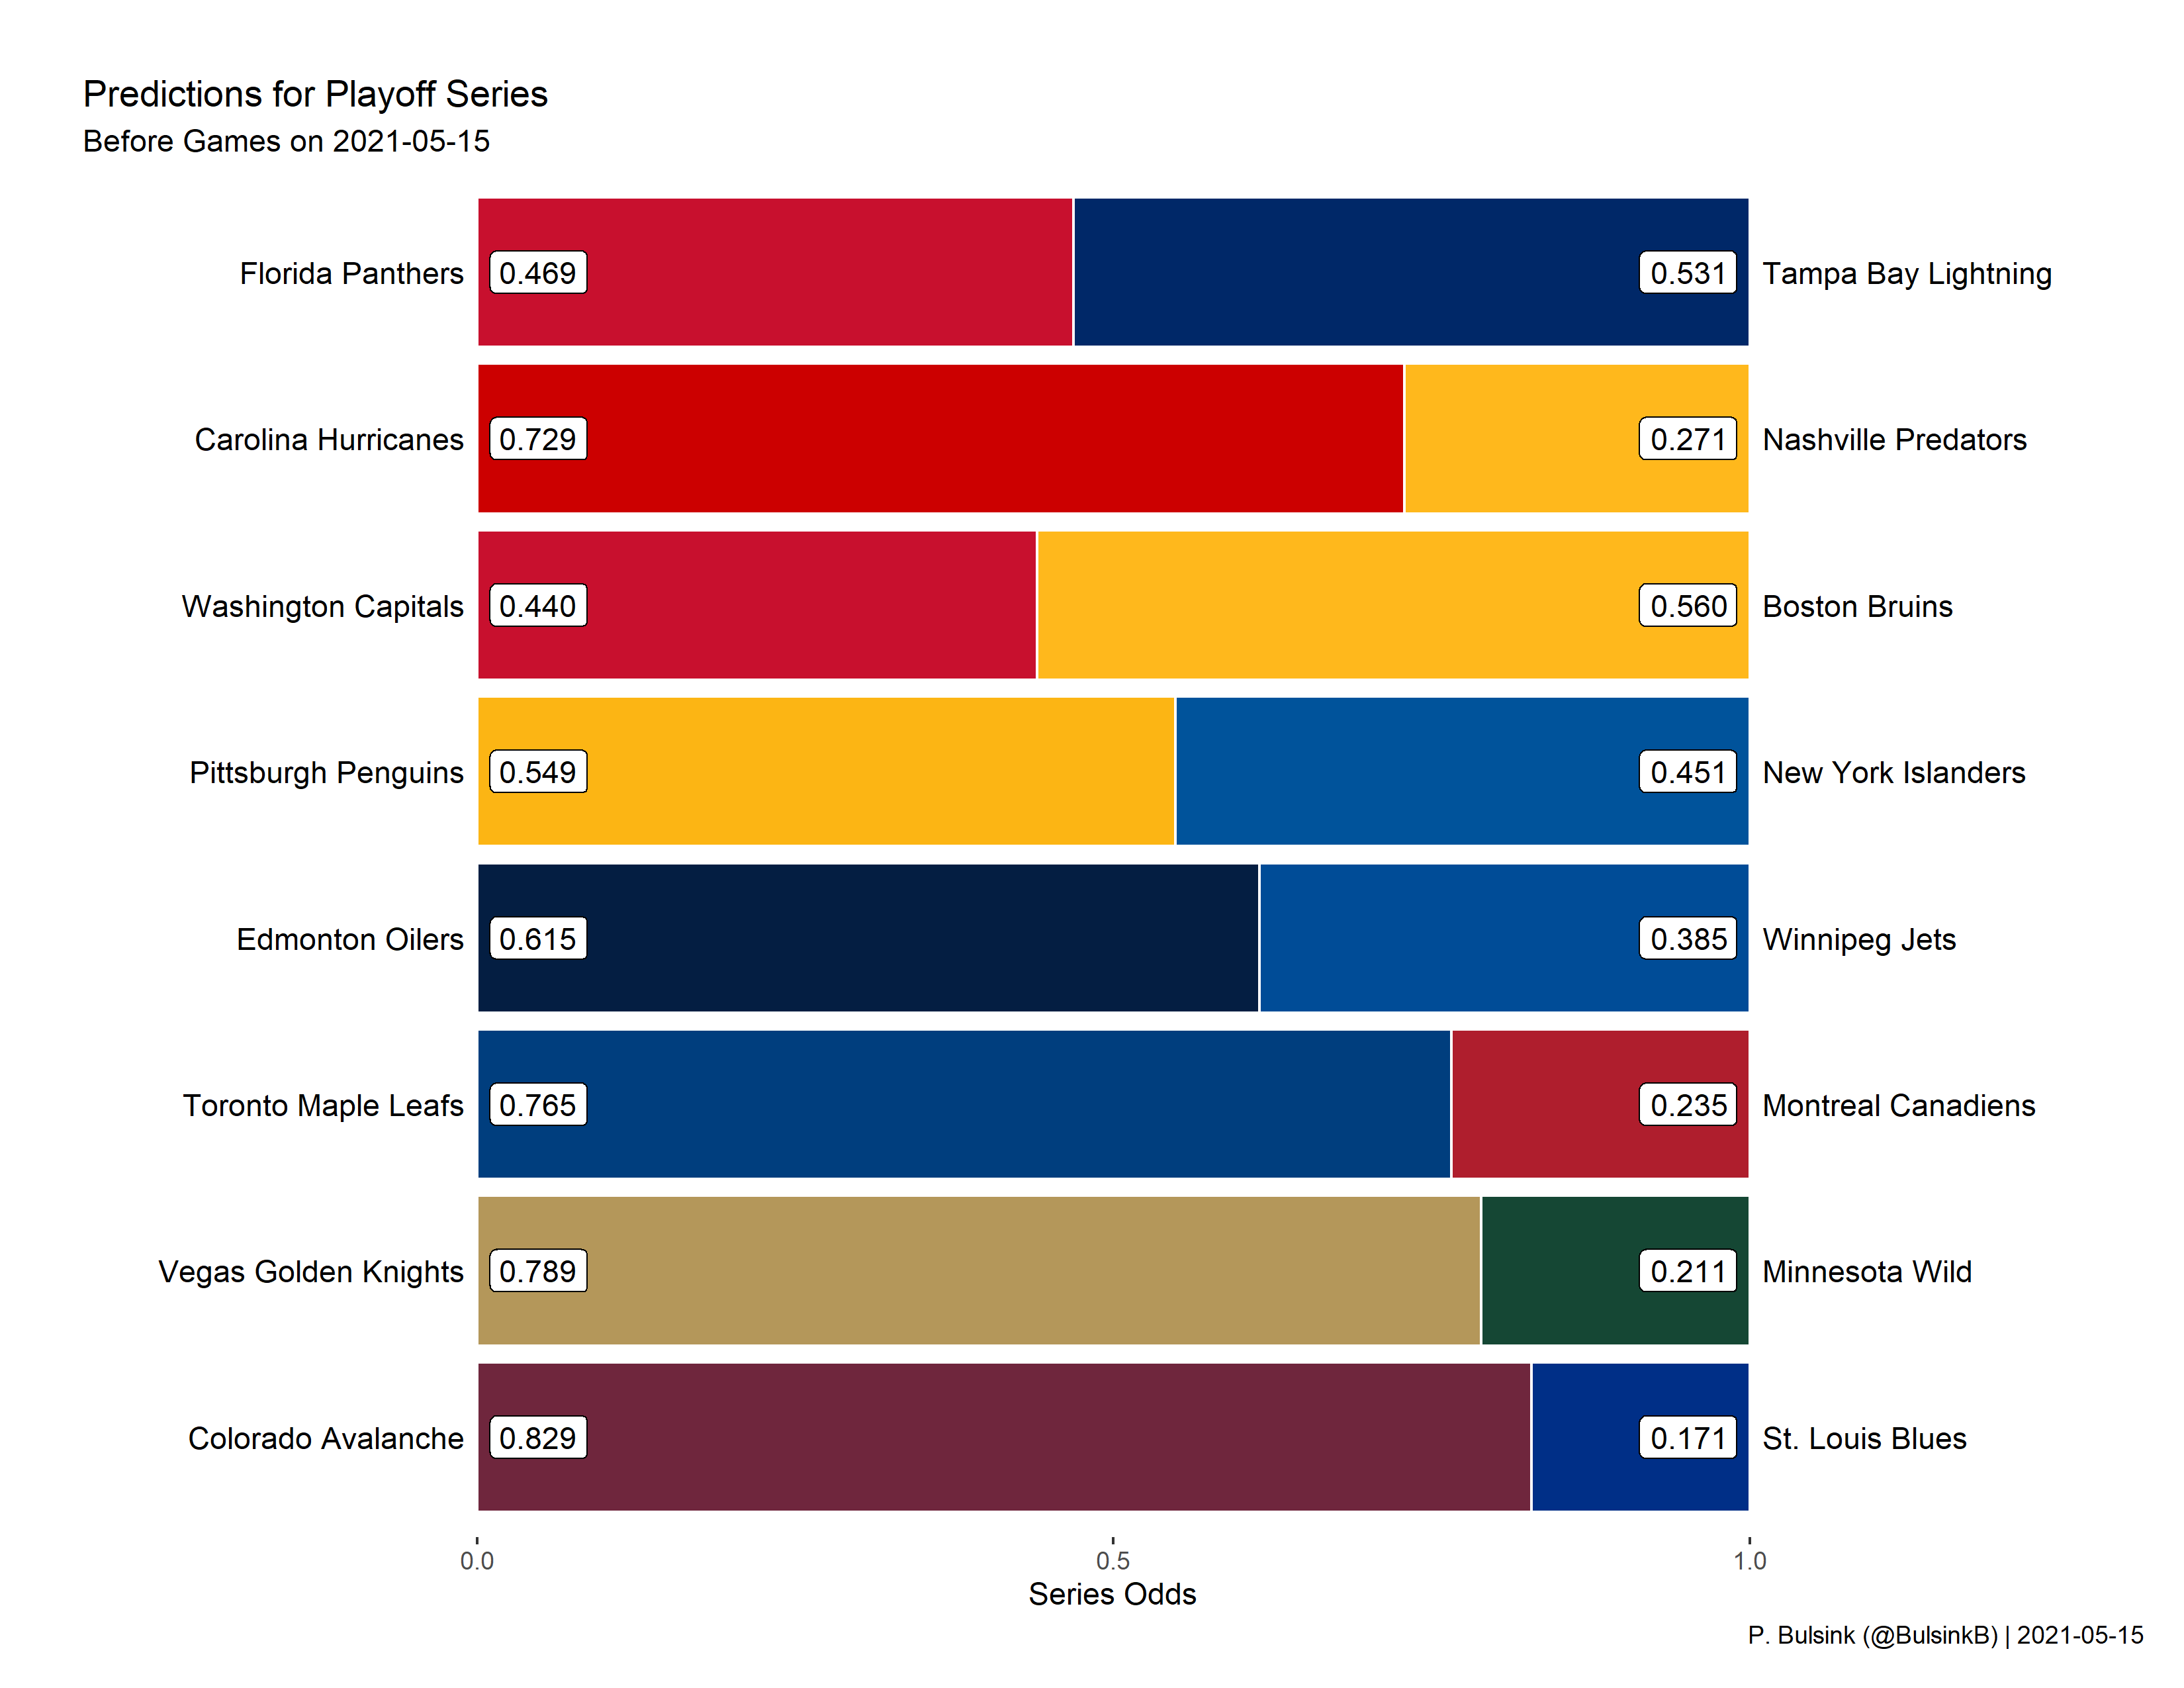 Predictions for Playoff Series
Before Games on 2021-05-15
Florida Panthers 0.469 0.531 Tampa Bay Lightning
Carolina Hurricanes 0.729 0.271 Nashville Predators
Washington Capitals 0.440 0.560 Boston Bruins
Pittsburgh Penguins 0.549 0.451 New York Islanders
Edmonton Oilers 0.615 0.385 Winnipeg Jets
Toronto Maple Leafs 0.765 0.235 Montreal Canadiens
Vegas Golden Knights 0.789 0.211 Minnesota Wild
Colorado Avalanche 0.829 0.171 St. Louis Blues
0.0 0.5 1.0
Series Odds
P. Bulsink (@BulsinkB) | 2021-05-15